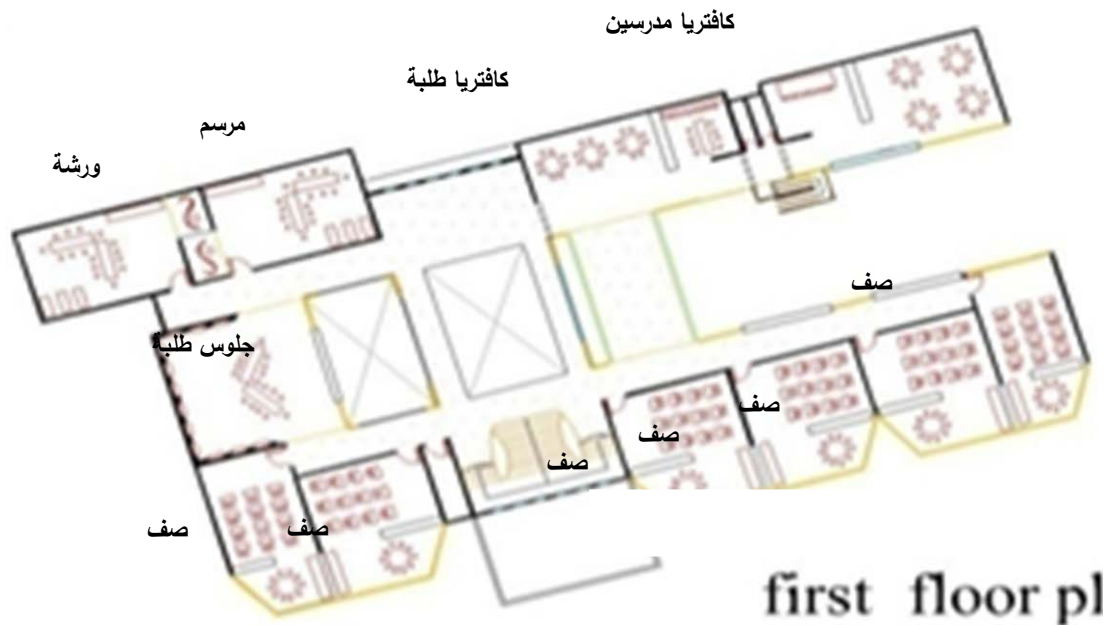 كافتريا مدرسين
كافتريا طلبة
مرسم
ورشة
صف
جلوس طلبة
صف
صف
صف
صف
صف
first floor pl